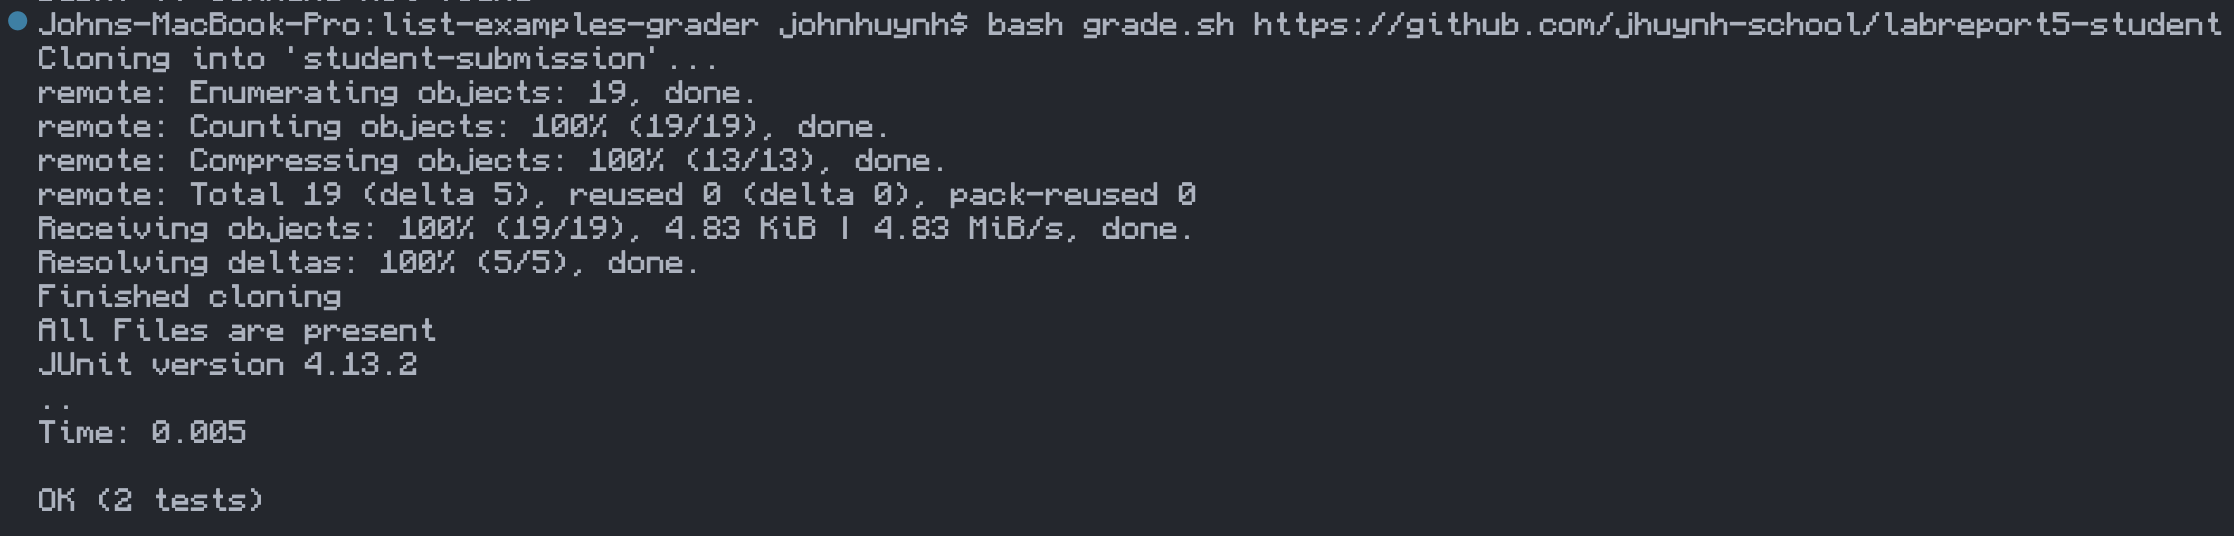 Johns-MacBook-Pro:list-examples-grader johnhuynh$ bash grade.sh https://github.com/jhuynh-school/labreport5-student
Cloning into 'student-submission'...
remote: Enumerating objects: 19, done.
remote: Counting objects: 100% (19/19), done.
remote: Compressing objects: 100% (13/13), done.
remote: Total 19 (delta 5), reused 0 (delta 0), pack-reused 0
Receiving objects: 100% (19/19), 4.83 KiB | 4.83 MiB/s, done.
Resolving deltas: 100% (5/5), done.
Finished cloning
All Files are present
JUnit version 4.13.2
..
Time: 0.005
OK (2 tests)